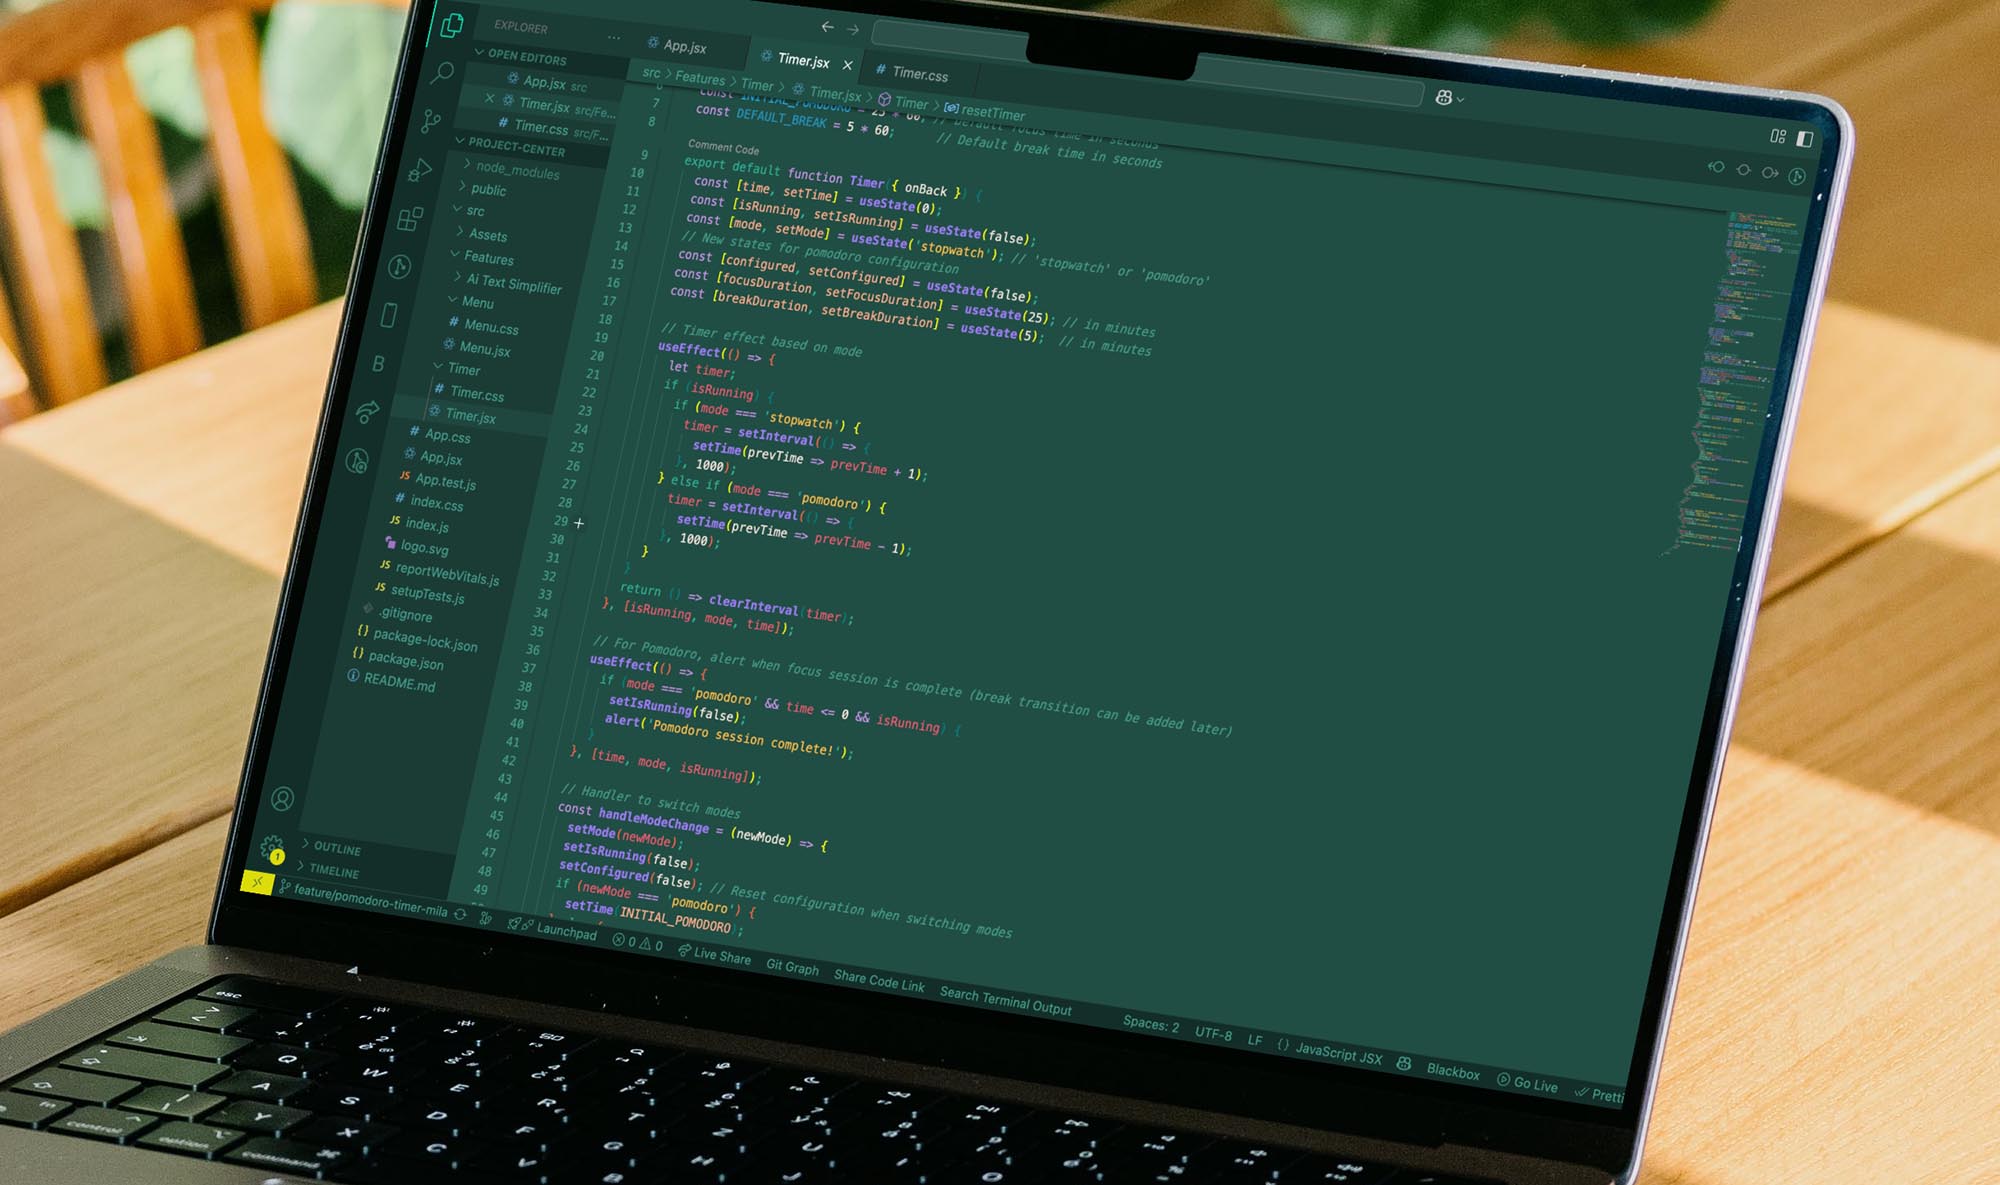 EXPLORER
...
OPEN EDITORS
App.jsx src
Timer.jsx src/Fe...
Timer.css src/F...
PROJECT-CENTER
node_modules
public
src
Assets
Features
Ai Text Simplifier
Menu
# Menu.css
Menu.jsx
Timer
# Timer.css
Timer.jsx
# App.css
App.jsx
JS App.test.js
# index.css
JS index.js
logo.svg
JS reportWebVitals.js
JS setupTests.js
.gitignore
{} package-lock.json
{} package.json
README.md
OUTLINE
TIMELINE
App.jsx
Timer.jsx
# Timer.css
src > Features > Timer > Timer.jsx > Timer > resetTimer
const INITIAL_POMODORO = 25 * 60; // Default focus time in seconds
const DEFAULT_BREAK = 5 * 60; // Default break time in seconds
Comment Code
export default function Timer({ onBack }) {
const [time, setTime] = useState(0);
const [isRunning, setIsRunning] = useState(false);
const [mode, setMode] = useState('stopwatch'); // 'stopwatch' or 'pomodoro'
// New states for pomodoro configuration
const [configured, setConfigured] = useState(false);
const [focusDuration, setFocusDuration] = useState(25); // in minutes
const [breakDuration, setBreakDuration] = useState(5); // in minutes
// Timer effect based on mode
useEffect(() => {
let timer;
if (isRunning) {
if (mode === 'stopwatch') {
timer = setInterval(() => {
setTime(prevTime => prevTime + 1);
}, 1000);
} else if (mode === 'pomodoro') {
timer = setInterval(() => {
setTime(prevTime => prevTime - 1);
}, 1000);
}
}
return () => clearInterval(timer);
}, [isRunning, mode, time]);
// For Pomodoro, alert when focus session is complete (break transition can be added later)
useEffect(() => {
if (mode === 'pomodoro' && time <= 0 && isRunning) {
setIsRunning(false);
alert('Pomodoro session complete!');
}
}, [time, mode, isRunning]);
// Handler to switch modes
const handleModeChange = (newMode) => {
setMode(newMode);
setIsRunning(false);
setConfigured(false); // Reset configuration when switching modes
if (newMode === 'pomodoro') {
setTime(INITIAL_POMODORO);
7
8
9
10
11
12
13
14
15
16
17
18
19
20
21
22
23
24
25
26
27
28
29
30
31
32
33
34
35
36
37
38
39
40
41
42
43
44
45
46
47
48
49
1
feature/pomodoro-timer-mila
Launchpad
0 0
Live Share
Git Graph
Share Code Link
Search Terminal Output
Spaces: 2
UTF-8
LF
{} JavaScript JSX
Blackbox
Go Live
Pretti
esc
Q W E R T Z U I O
A S D F G H J
Y X C V B
fn control option command